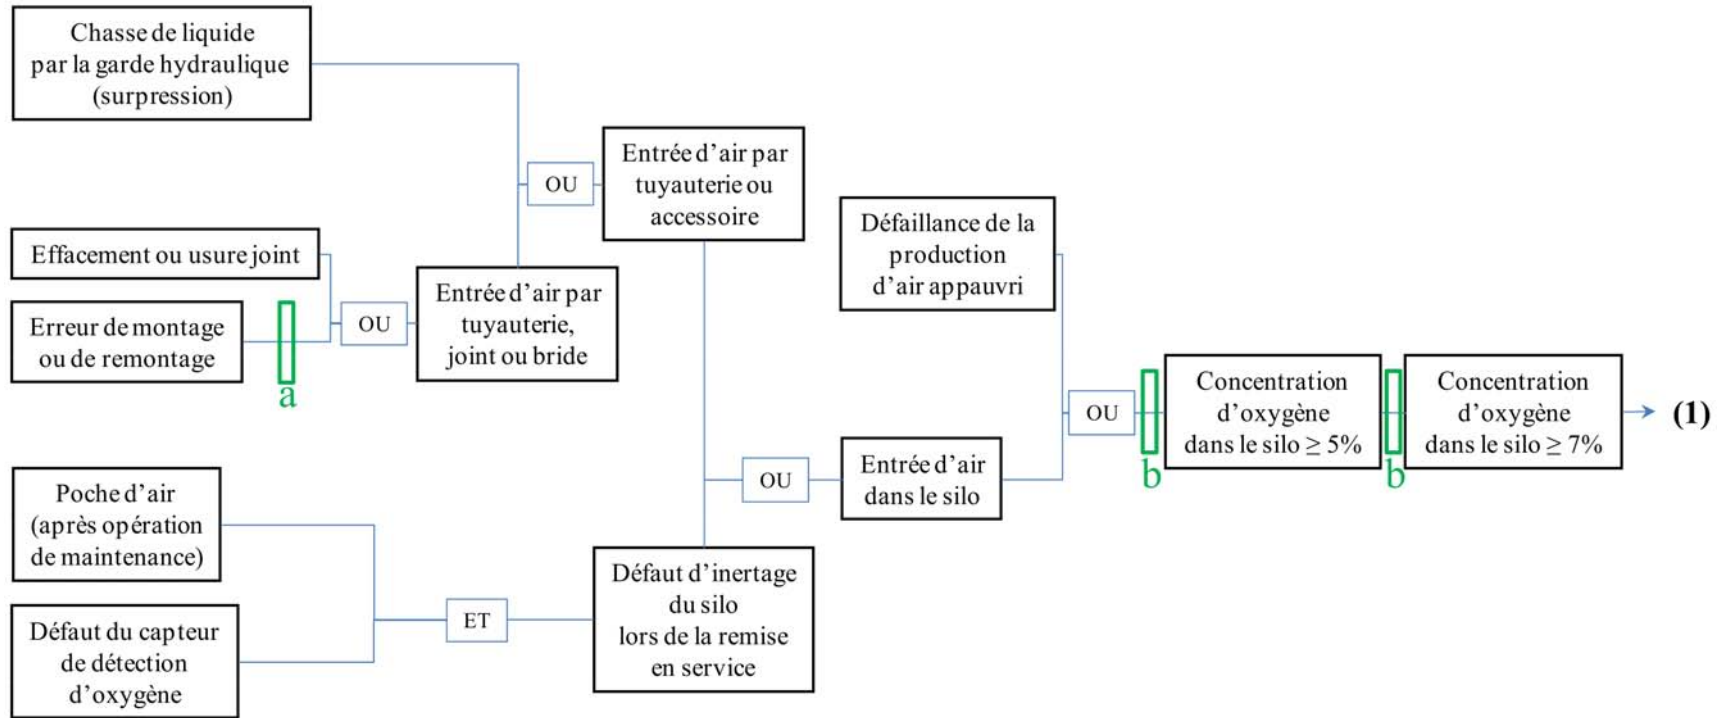 Chasse de liquide
par la garde hydraulique
(surpression)
OU
Entrée d’air par
tuyauterie ou
accessoire
Effacement ou usure joint
Erreur de montage
ou de remontage
a
OU
Entrée d’air par
tuyauterie,
joint ou bride
Défaillance de la
production
d’air appauvri
OU
b
Concentration
d’oxygène
dans le silo ≥ 5%
b
Concentration
d’oxygène
dans le silo ≥ 7%
(1)
OU
Entrée d’air
dans le silo
Poche d’air
(après opération
de maintenance)
Défaut du capteur
de détection
d’oxygène
ET
Défaut d’inertage
du silo
lors de la remise
en service